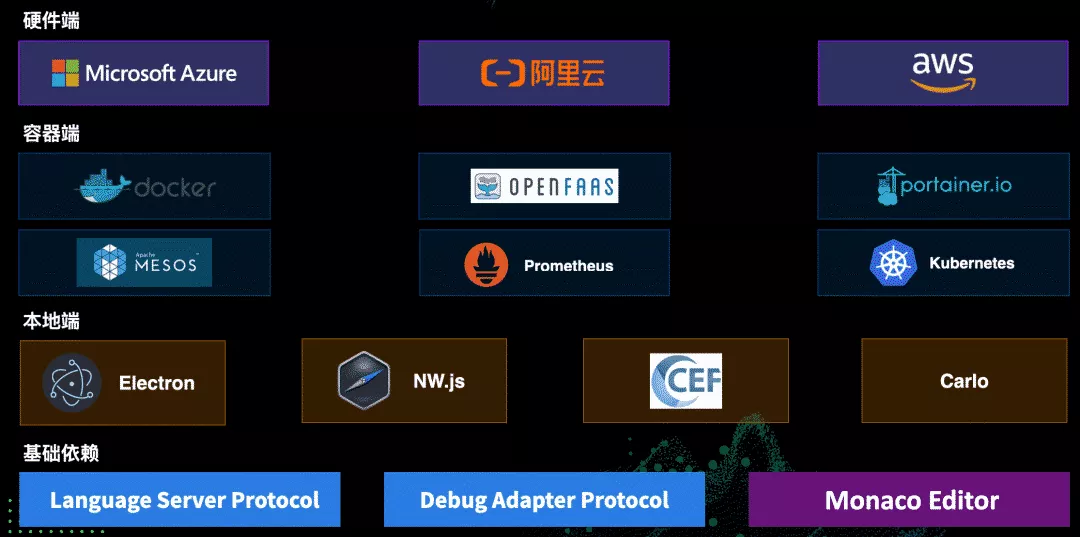 硬件端
Microsoft Azure
阿里云
aws
容器端
docker
OPENFAAS
portainer.io
Apache
MESOS™
Prometheus
Kubernetes
本地端
Electron
NW.js
CEF
Carlo
基础依赖
Language Server Protocol
Debug Adapter Protocol
Monaco Editor